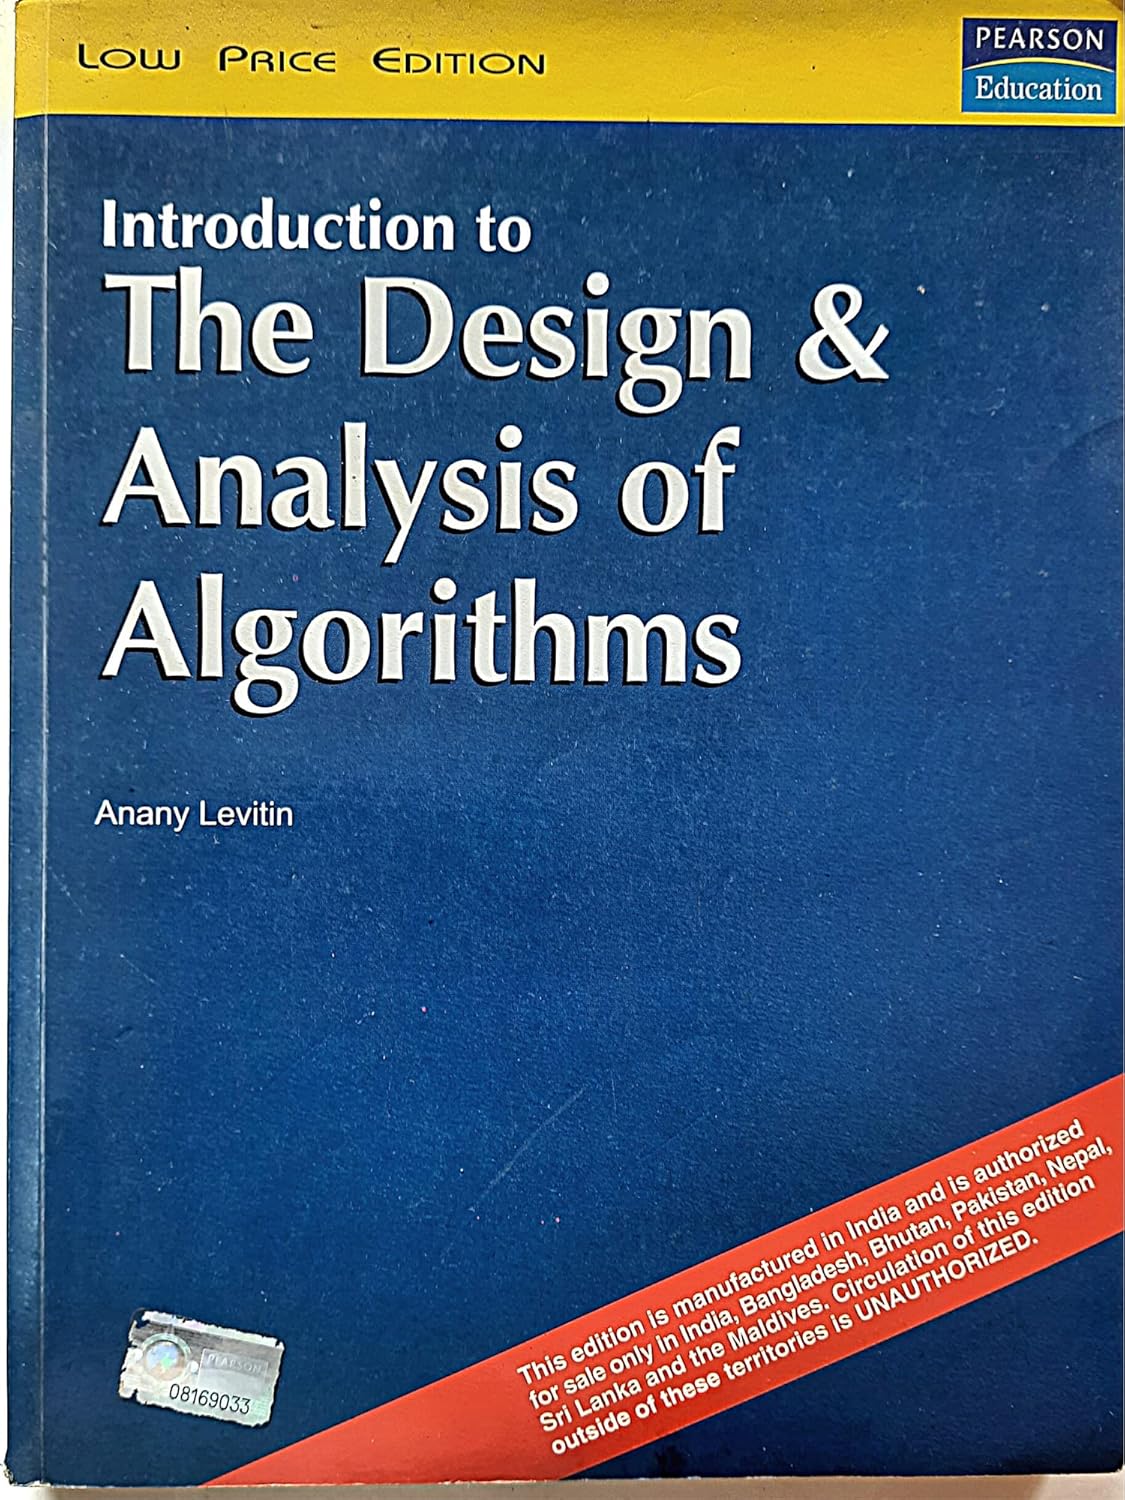 LOW PRICE EDITION
PEARSON
Education
Introduction to
The Design &
Analysis of
Algorithms
Anany Levitin
This edition is manufactured in India and is authorized
for sale only in India, Bangladesh, Bhutan, Pakistan, Nepal,
Sri Lanka and the Maldives. Circulation of this edition
outside of these territories is UNAUTHORIZED.
PEARSON
08169033